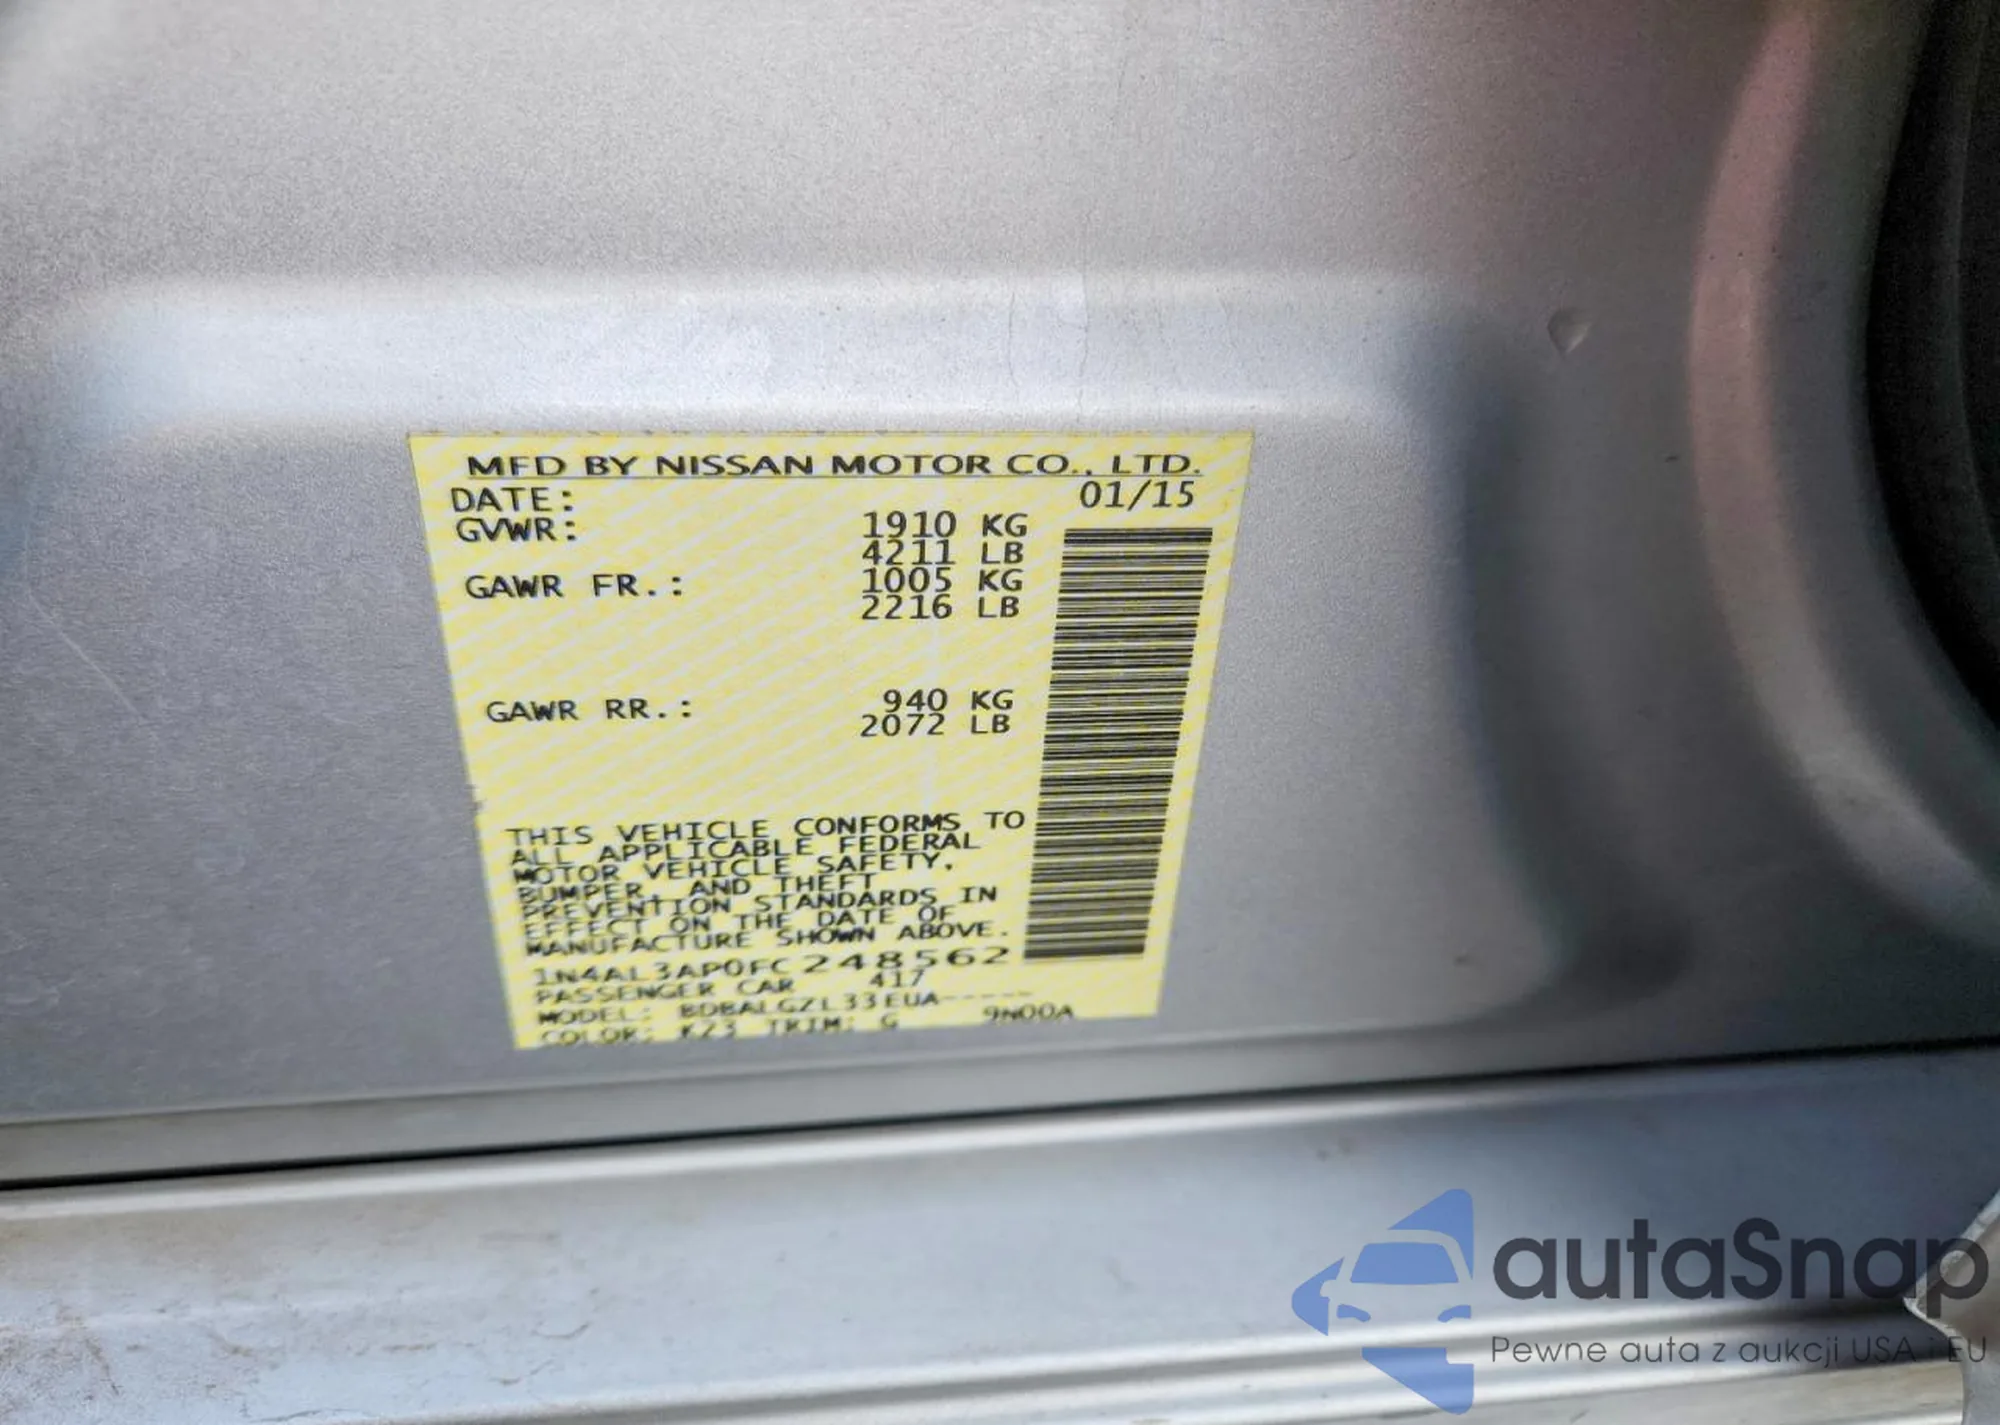 MFD BY NISSAN MOTOR CO., LTD.
DATE: 01/15
GVWR: 1910 KG
4211 LB
GAWR FR.: 1005 KG
2216 LB
GAWR RR.: 940 KG
2072 LB
THIS VEHICLE CONFORMS TO
ALL APPLICABLE FEDERAL
MOTOR VEHICLE SAFETY,
BUMPER, AND THEFT
PREVENTION STANDARDS IN
EFFECT ON THE DATE OF
MANUFACTURE SHOWN ABOVE.
1N4AL3AP0FC248562
PASSENGER CAR 417
MODEL: BDBALGZL33EUA-----
COLOR: K23 TRIM: G 9N00A
autaSnap
Pewne auta z aukcji USA i EU